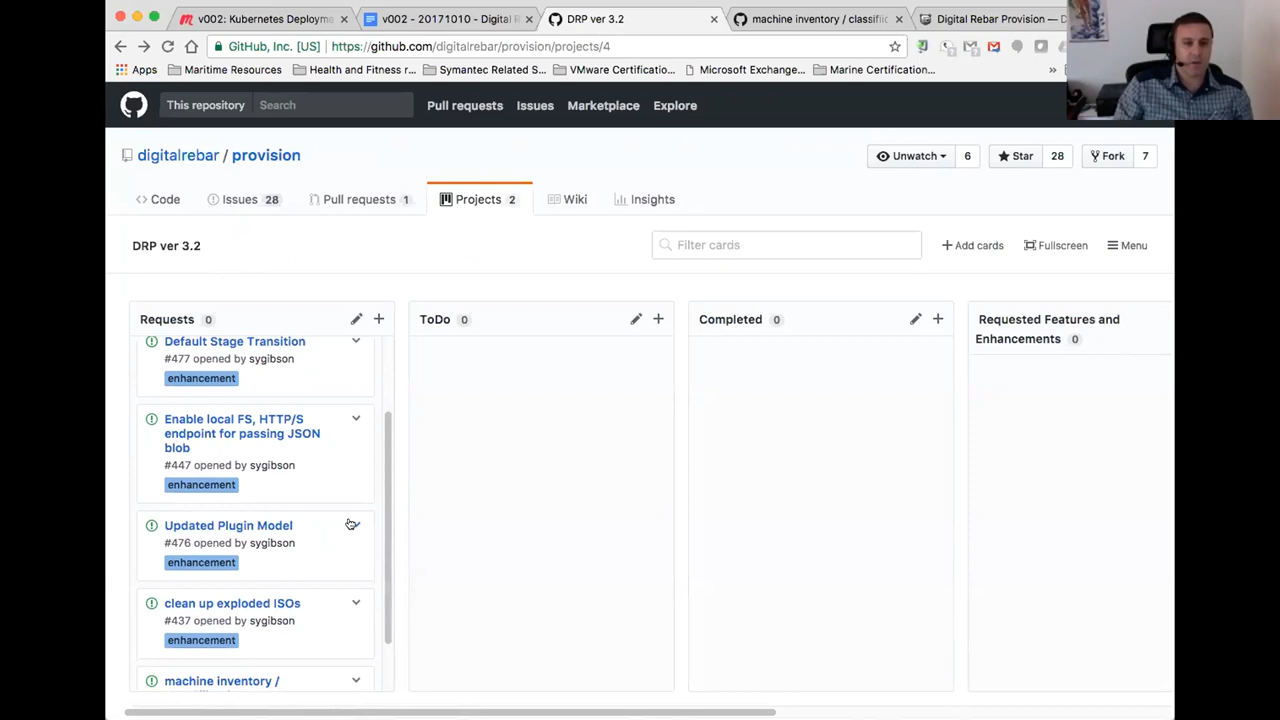 v002: Kubernetes Deployme
v002 - 20171010 - Digital R
DRP ver 3.2
machine inventory / classific
Digital Rebar Provision — D
GitHub, Inc. [US]
https://github.com/digitalrebar/provision/projects/4
Apps
Maritime Resources
Health and Fitness r...
Symantec Related S...
VMware Certificatio...
Microsoft Exchange...
Marine Certification...
This repository
Search
Pull requests
Issues
Marketplace
Explore
digitalrebar / provision
Unwatch
6
Star
28
Fork
7
Code
Issues 28
Pull requests 1
Projects 2
Wiki
Insights
DRP ver 3.2
Filter cards
Add cards
Fullscreen
Menu
Requests 0
Default Stage Transition
#477 opened by sygibson
enhancement
Enable local FS, HTTP/S
endpoint for passing JSON
blob
#447 opened by sygibson
enhancement
Updated Plugin Model
#476 opened by sygibson
enhancement
clean up exploded ISOs
#437 opened by sygibson
enhancement
machine inventory /
ToDo 0
Completed 0
Requested Features and
Enhancements 0